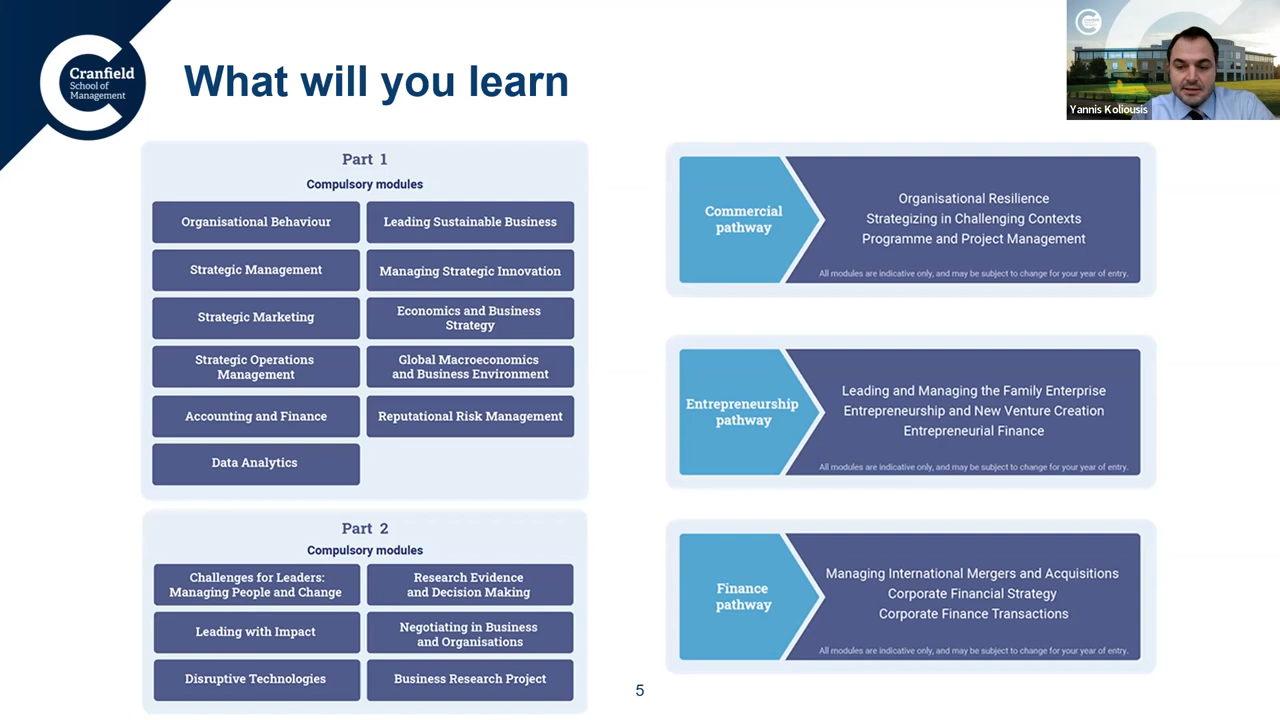 Cranfield
School of
Management
What will you learn
Yannis Koliousis
Part 1
Compulsory modules
Organisational Behaviour
Leading Sustainable Business
Strategic Management
Managing Strategic Innovation
Strategic Marketing
Economics and Business
Strategy
Strategic Operations
Management
Global Macroeconomics
and Business Environment
Accounting and Finance
Reputational Risk Management
Data Analytics
Part 2
Compulsory modules
Challenges for Leaders:
Managing People and Change
Research Evidence
and Decision Making
Leading with Impact
Negotiating in Business
and Organisations
Disruptive Technologies
Business Research Project
Commercial
pathway
Organisational Resilience
Strategizing in Challenging Contexts
Programme and Project Management
All modules are indicative only, and may be subject to change for your year of entry.
Entrepreneurship
pathway
Leading and Managing the Family Enterprise
Entrepreneurship and New Venture Creation
Entrepreneurial Finance
All modules are indicative only, and may be subject to change for your year of entry.
Finance
pathway
Managing International Mergers and Acquisitions
Corporate Financial Strategy
Corporate Finance Transactions
All modules are indicative only, and may be subject to change for your year of entry.
5